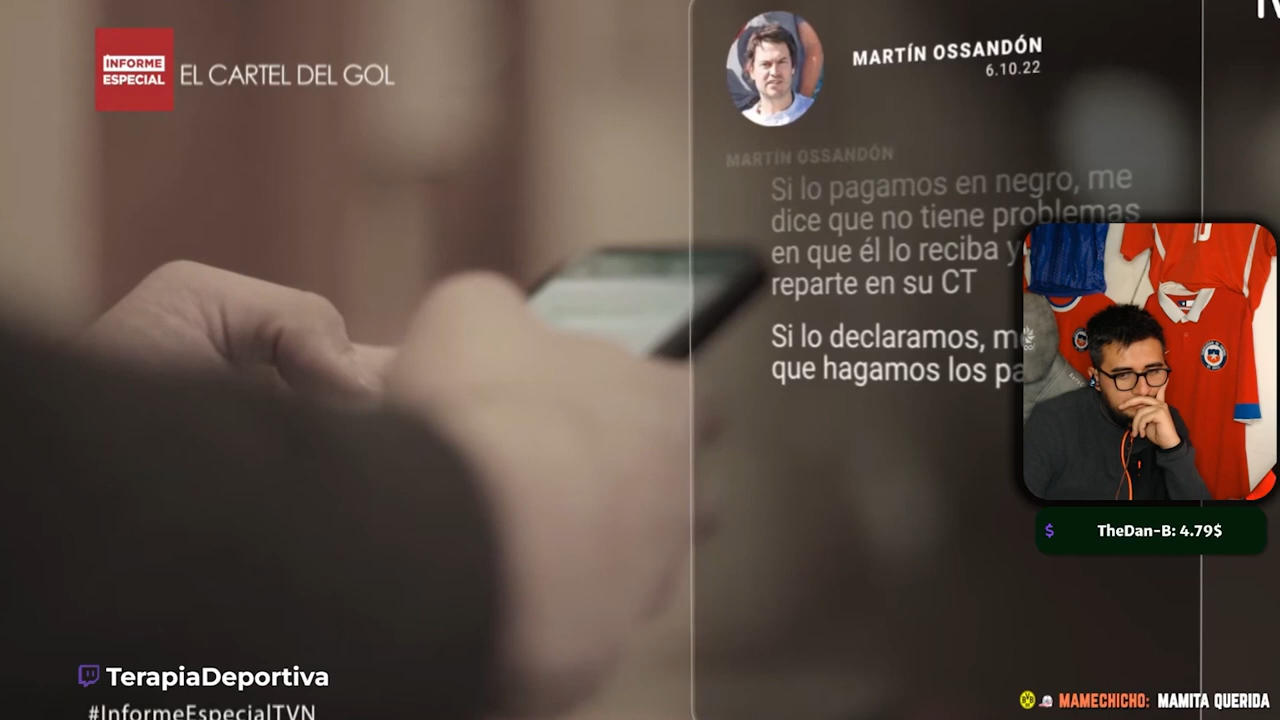 INFORME
ESPECIAL
EL CARTEL DEL GOL
MARTÍN OSSANDÓN
6.10.22
MARTÍN OSSANDÓN
Si lo pagamos en negro, me
dice que no tiene problemas
en que él lo reciba y
reparte en su CT
Si lo declaramos, m
que hagamos los pa
TheDan-B: 4.79$
TerapiaDeportiva
#InformeEspecialTVN
MAMECHICHO: MAMITA QUERIDA